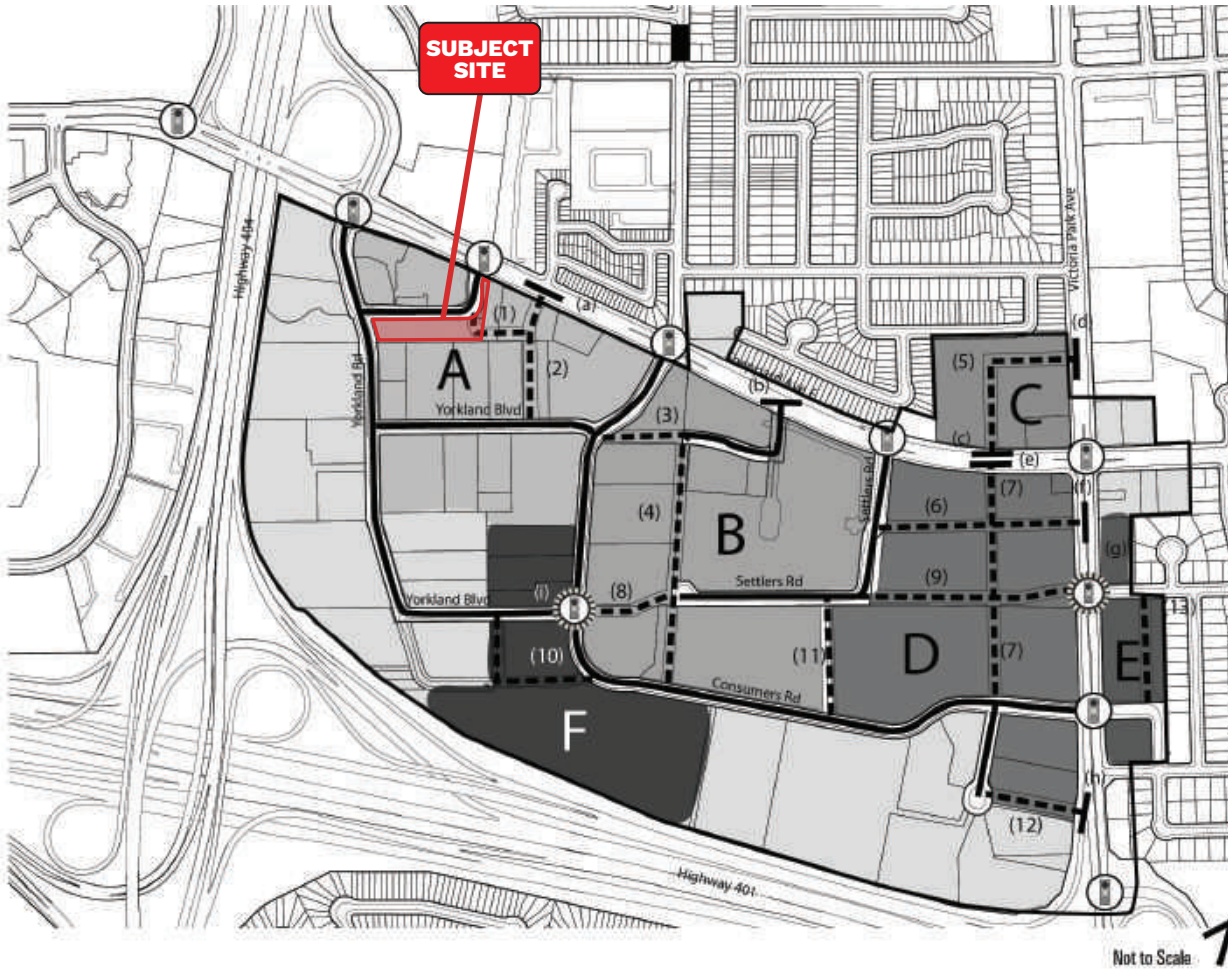 SUBJECT
SITE
Highway 404
Victoria Park Ave
(1)
(a)
(d)
(2)
(5)
Yorkland Rd
A
C
(b)
Yorkland Blvd
(3)
(c)
(e)
Settlers Rd
(7)
(f)
(4)
(6)
B
(g)
(i)
Settlers Rd
(9)
Yorkland Blvd
(8)
(13)
(10)
(11)
D
(7)
E
Consumers Rd
F
(h)
(12)
Highway 401
Not to Scale